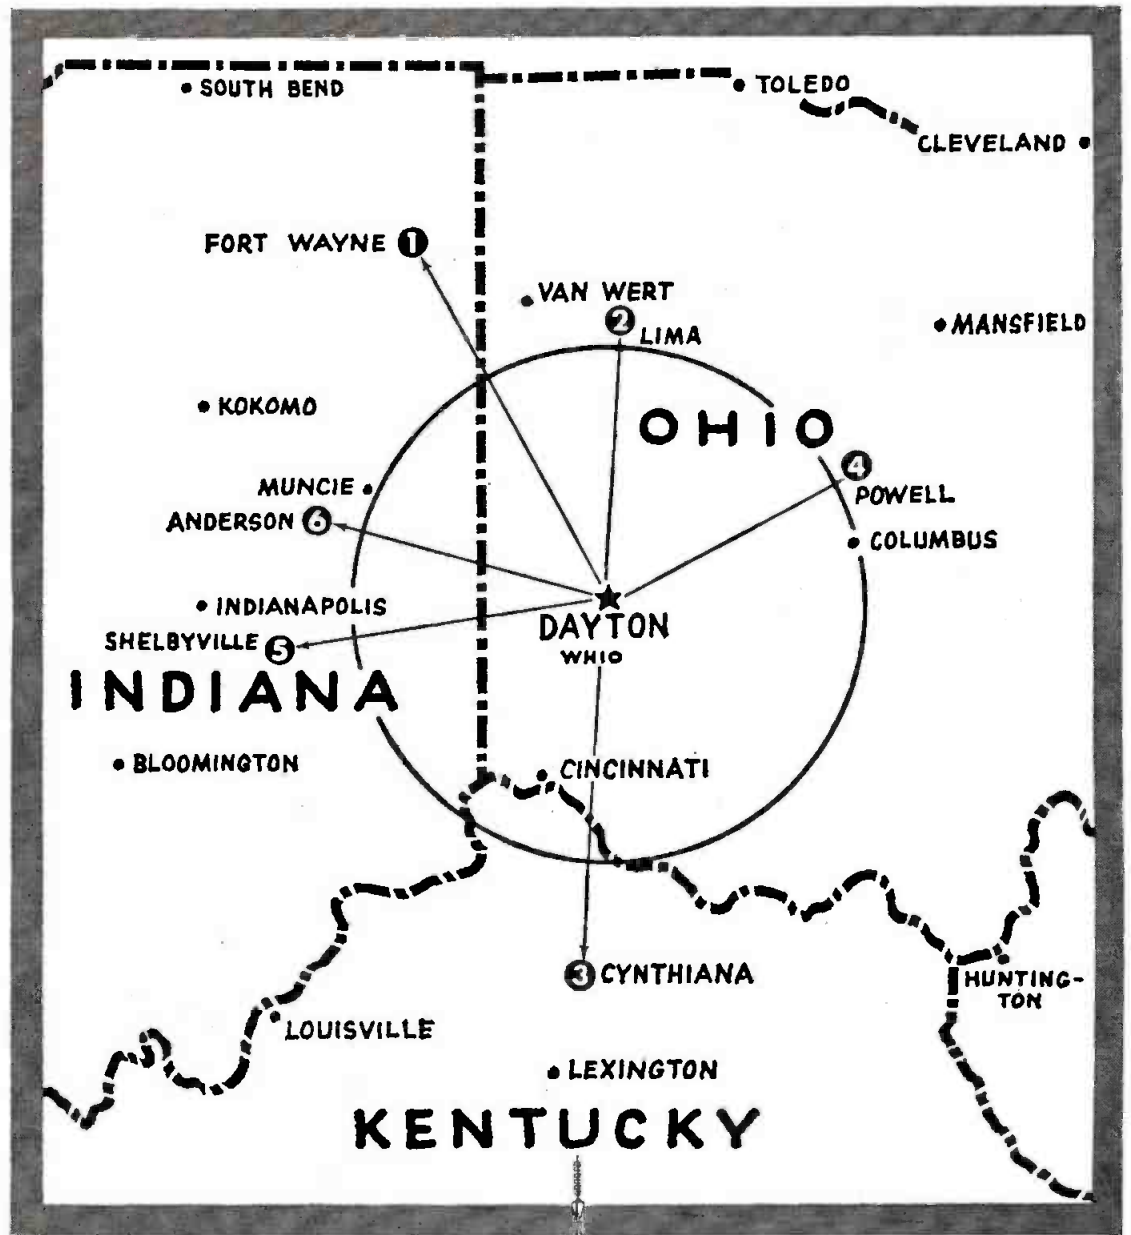 SOUTH BEND
TOLEDO
CLEVELAND
FORT WAYNE 1
VAN WERT
2
LIMA
MANSFIELD
KOKOMO
OHIO
MUNCIE
4
POWELL
ANDERSON 6
COLUMBUS
INDIANAPOLIS
DAYTON
WHIO
SHELBYVILLE 5
INDIANA
BLOOMINGTON
CINCINNATI
3 CYNTHIANA
HUNTING-
TON
LOUISVILLE
LEXINGTON
KENTUCKY